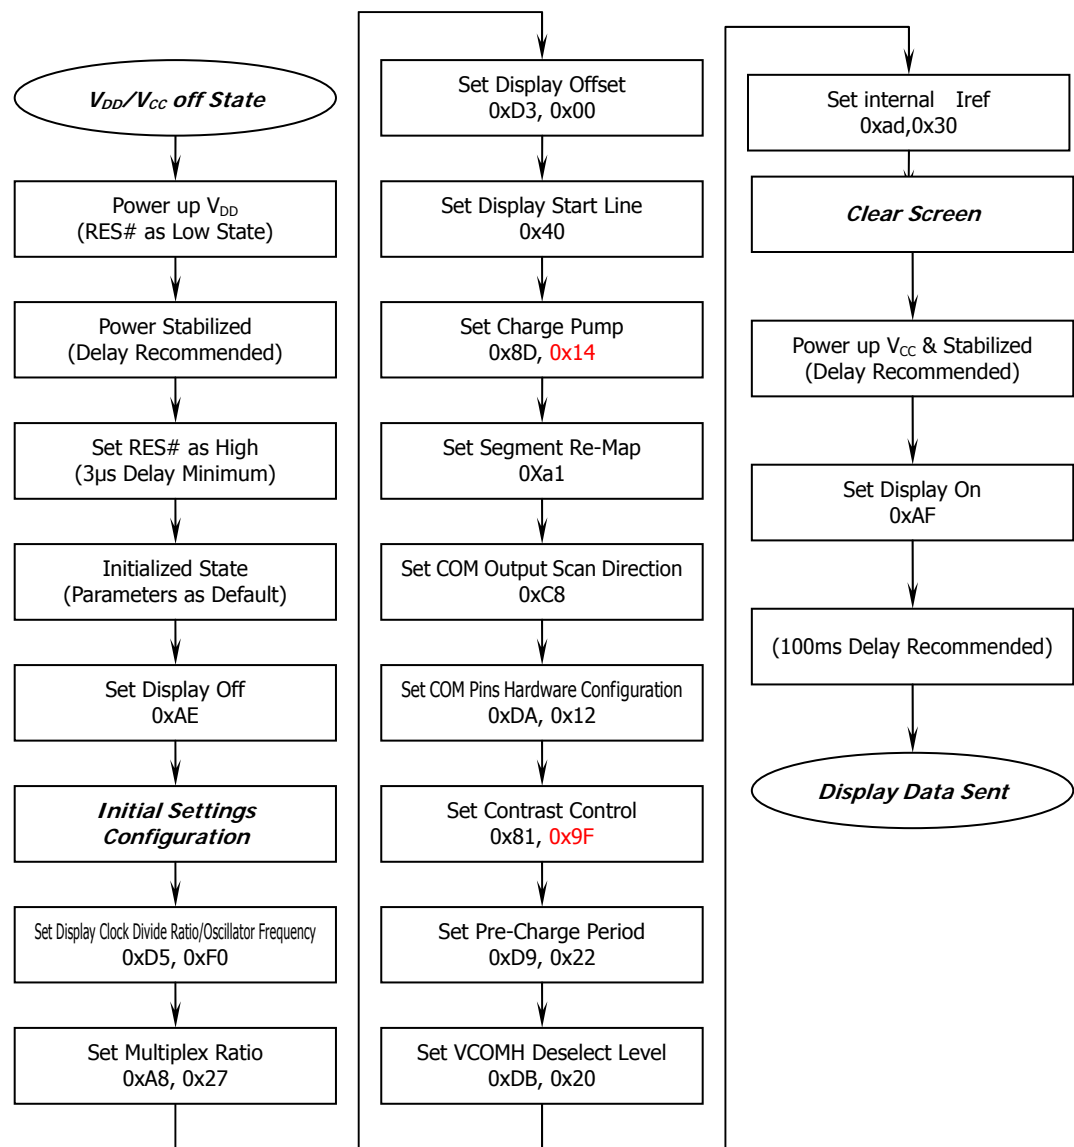 V_DD/V_CC off State
Power up V_DD
(RES# as Low State)
Power Stabilized
(Delay Recommended)
Set RES# as High
(3μs Delay Minimum)
Initialized State
(Parameters as Default)
Set Display Off
0xAE
Initial Settings
Configuration
Set Display Clock Divide Ratio/Oscillator Frequency
0xD5, 0xF0
Set Multiplex Ratio
0xA8, 0x27
Set Display Offset
0xD3, 0x00
Set Display Start Line
0x40
Set Charge Pump
0x8D, 0x14
Set Segment Re-Map
0Xa1
Set COM Output Scan Direction
0xC8
Set COM Pins Hardware Configuration
0xDA, 0x12
Set Contrast Control
0x81, 0x9F
Set Pre-Charge Period
0xD9, 0x22
Set VCOMH Deselect Level
0xDB, 0x20
Set internal Iref
0xad,0x30
Clear Screen
Power up V_CC & Stabilized
(Delay Recommended)
Set Display On
0xAF
(100ms Delay Recommended)
Display Data Sent